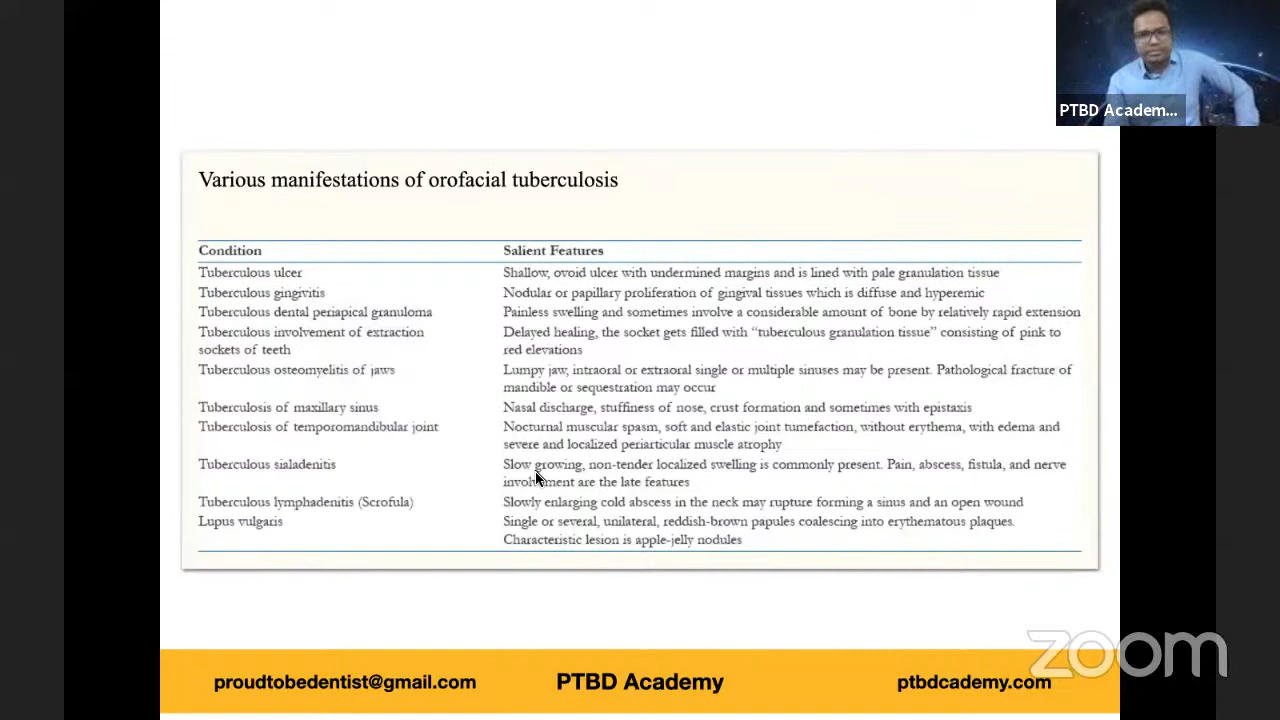 PTBD Academ...
Various manifestations of orofacial tuberculosis
Condition Salient Features
Tuberculous ulcer Shallow, ovoid ulcer with undermined margins and is lined with pale granulation tissue
Tuberculous gingivitis Nodular or papillary proliferation of gingival tissues which is diffuse and hyperemic
Tuberculous dental periapical granuloma Painless swelling and sometimes involve a considerable amount of bone by relatively rapid extension
Tuberculous involvement of extraction Delayed healing, the socket gets filled with “tuberculous granulation tissue” consisting of pink to
sockets of teeth red elevations
Tuberculous osteomyelitis of jaws Lumpy jaw, intraoral or extraoral single or multiple sinuses may be present. Pathological fracture of
mandible or sequestration may occur
Tuberculosis of maxillary sinus Nasal discharge, stuffiness of nose, crust formation and sometimes with epistaxis
Tuberculosis of temporomandibular joint Nocturnal muscular spasm, soft and elastic joint tumefaction, without erythema, with edema and
severe and localized periarticular muscle atrophy
Tuberculous sialadenitis Slow growing, non-tender localized swelling is commonly present. Pain, abscess, fistula, and nerve
involvement are the late features
Tuberculous lymphadenitis (Scrofula) Slowly enlarging cold abscess in the neck may rupture forming a sinus and an open wound
Lupus vulgaris Single or several, unilateral, reddish-brown papules coalescing into erythematous plaques.
Characteristic lesion is apple-jelly nodules
zoom
proudtobedentist@gmail.com PTBD Academy ptbdcademy.com